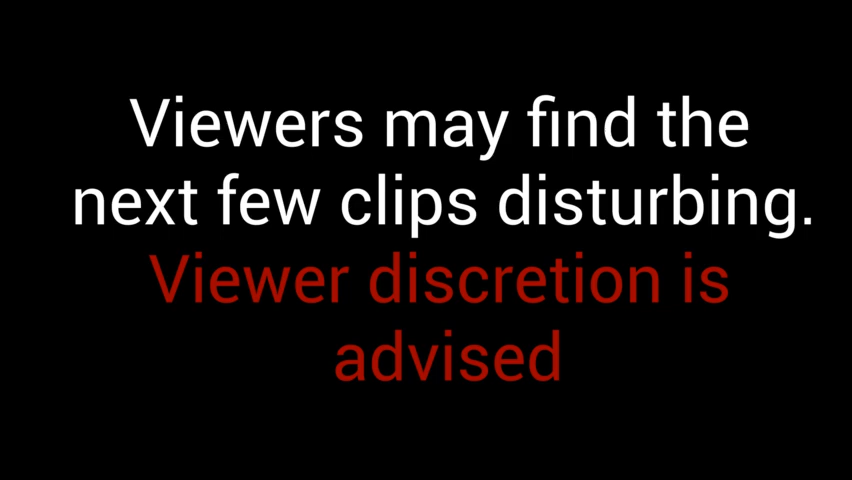 Viewers may find the
next few clips disturbing.
Viewer discretion is
advised